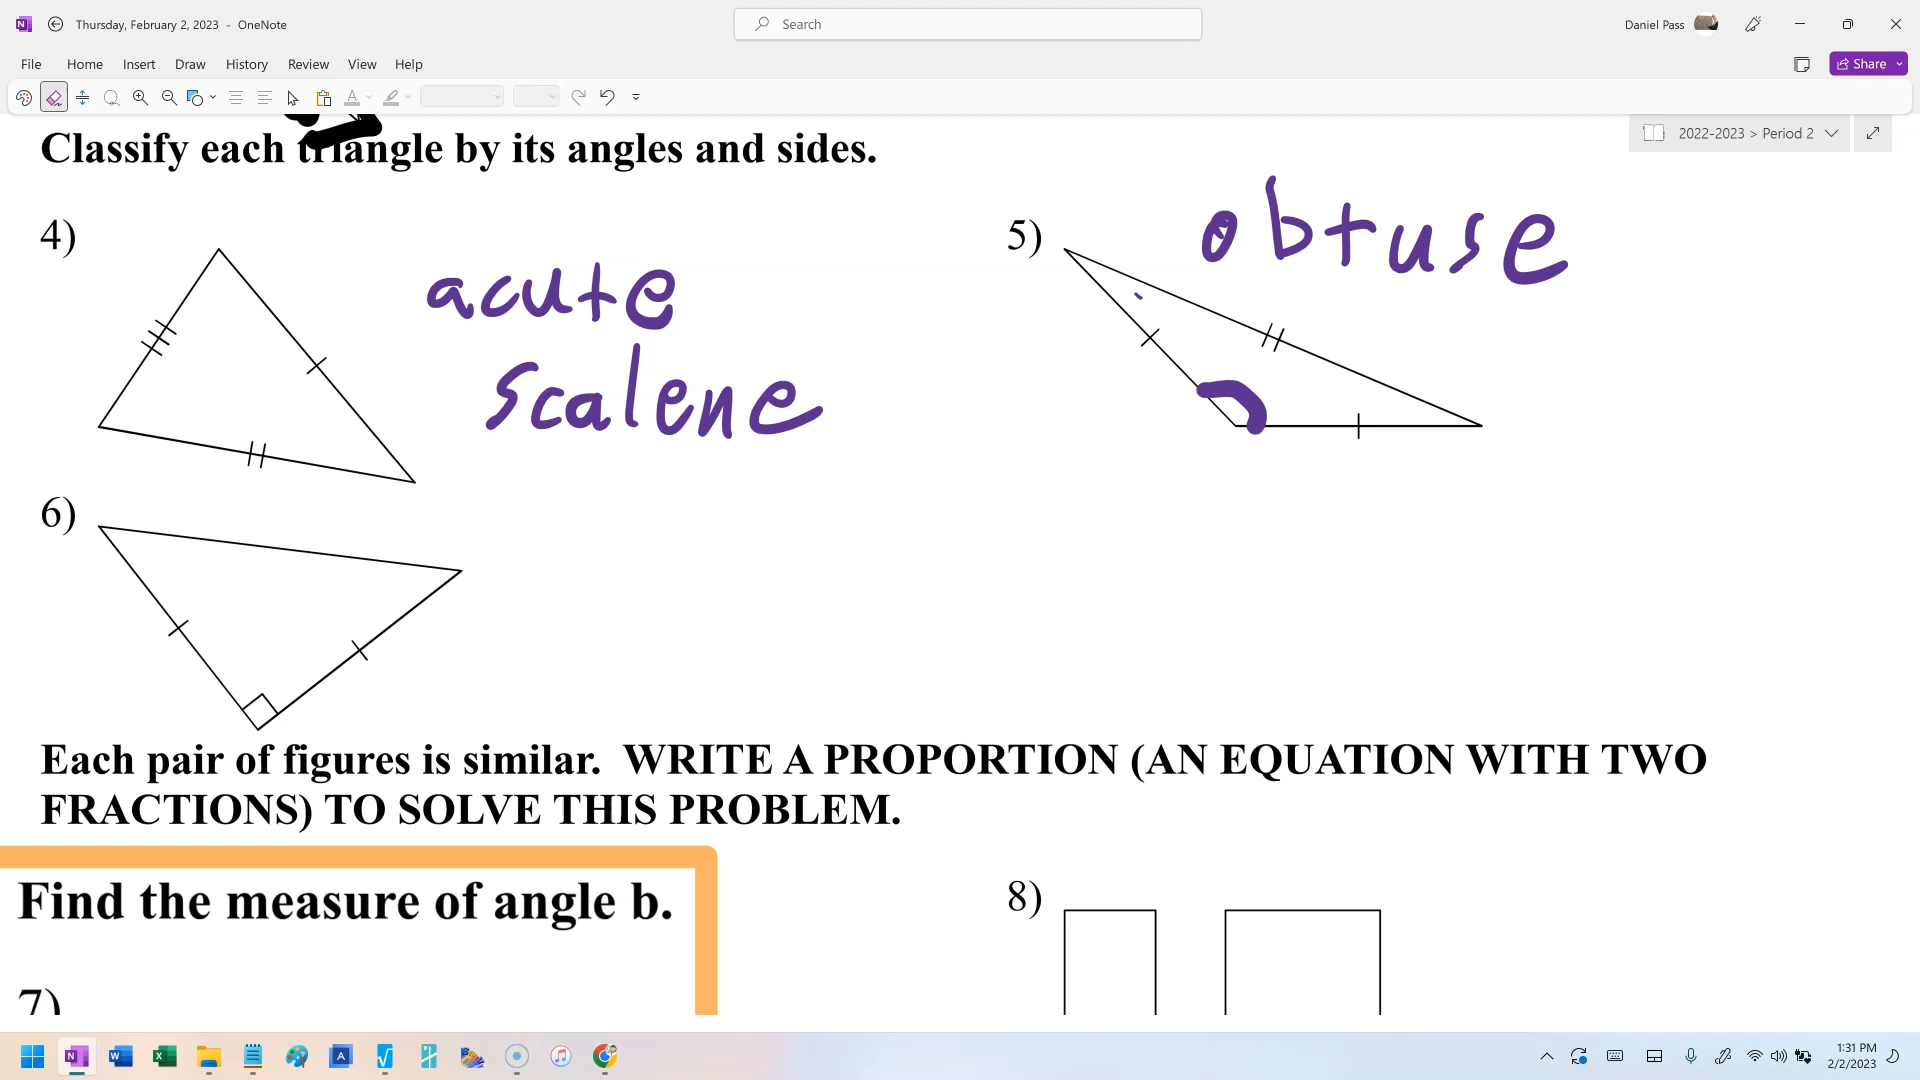 Thursday, February 2, 2023 - OneNote
Search
Daniel Pass
File Home Insert Draw History Review View Help
Share
2022-2023 > Period 2
Classify each triangle by its angles and sides.
4)
acute
scalene
5)
obtuse
6)
Each pair of figures is similar. WRITE A PROPORTION (AN EQUATION WITH TWO
FRACTIONS) TO SOLVE THIS PROBLEM.
Find the measure of angle b.
7)
8)
1:31 PM
2/2/2023